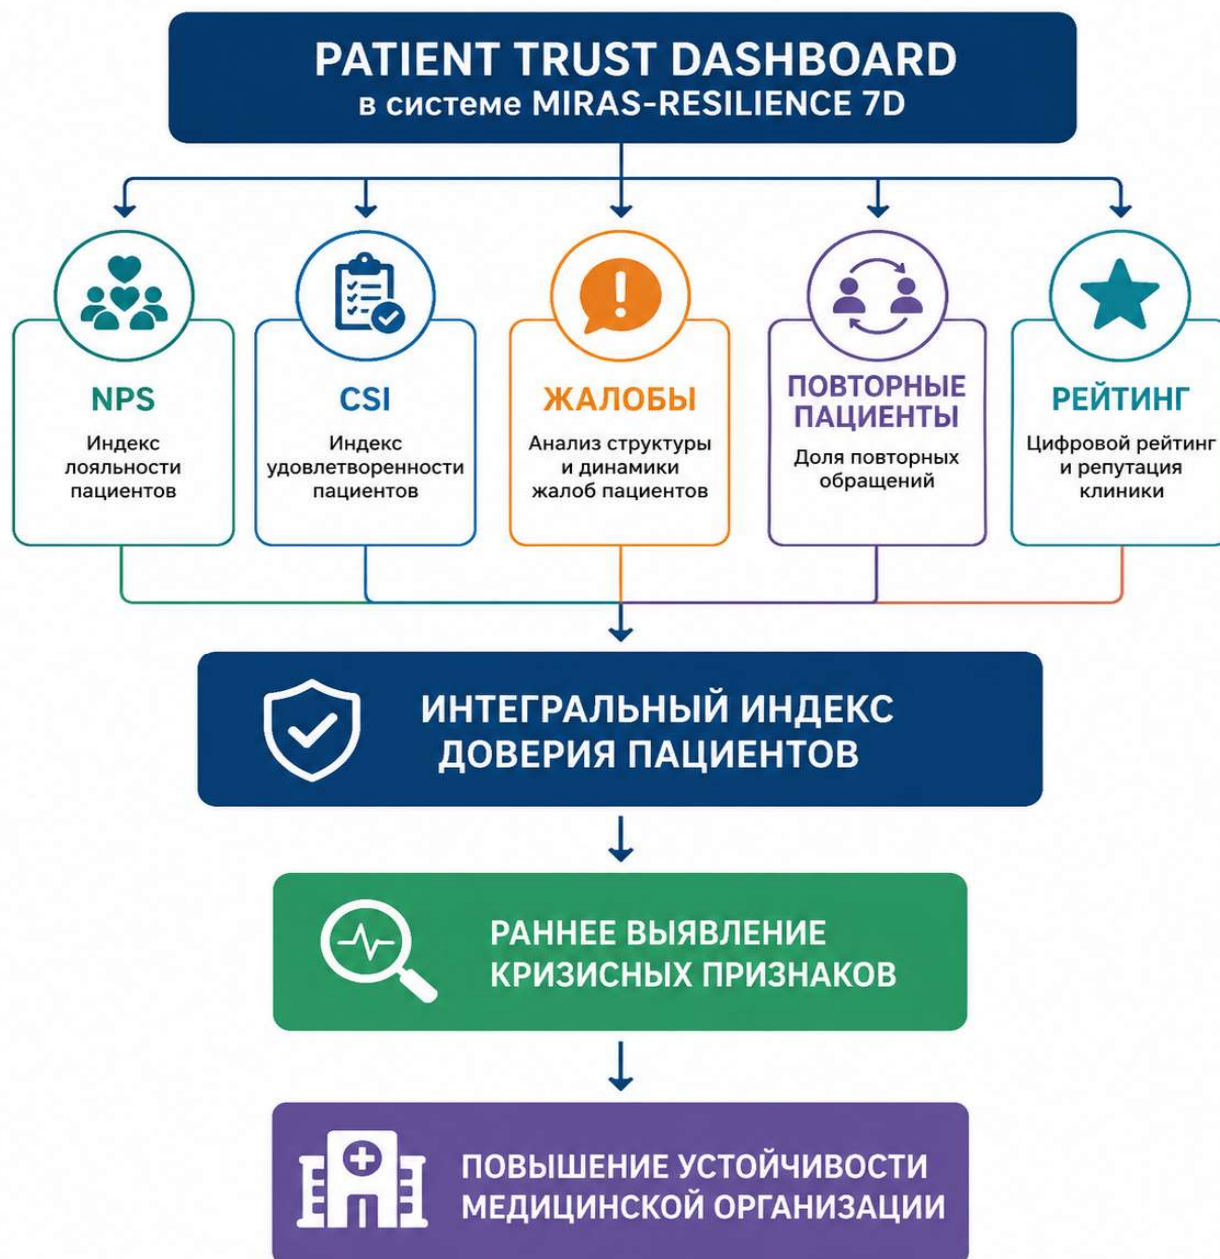 PATIENT TRUST DASHBOARD
в системе MIRAS-RESILIENCE 7D
NPS
Индекс
лояльности
пациентов
CSI
Индекс
удовлетворенности
пациентов
ЖАЛОБЫ
Анализ структуры
и динамики
жалоб пациентов
ПОВТОРНЫЕ
ПАЦИЕНТЫ
Доля повторных
обращений
РЕЙТИНГ
Цифровой рейтинг
и репутация
клиники
ИНТЕГРАЛЬНЫЙ ИНДЕКС
ДОВЕРИЯ ПАЦИЕНТОВ
РАННЕЕ ВЫЯВЛЕНИЕ
КРИЗИСНЫХ ПРИЗНАКОВ
ПОВЫШЕНИЕ УСТОЙЧИВОСТИ
МЕДИЦИНСКОЙ ОРГАНИЗАЦИИ